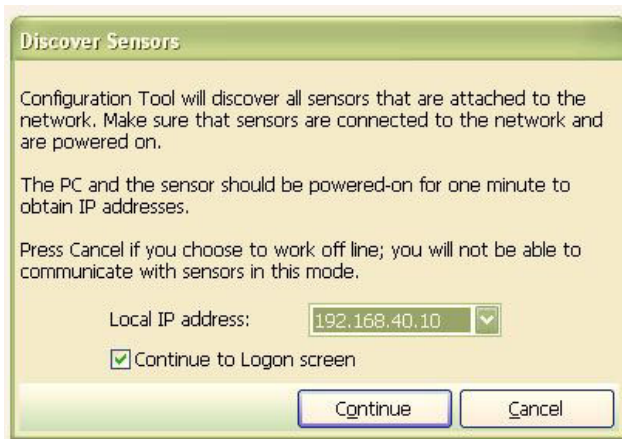 Discover Sensors
Configuration Tool will discover all sensors that are attached to the
network. Make sure that sensors are connected to the network and
are powered on.
The PC and the sensor should be powered-on for one minute to
obtain IP addresses.
Press Cancel if you choose to work off line; you will not be able to
communicate with sensors in this mode.
Local IP address: 192.168.40.10
Continue to Logon screen
Continue Cancel